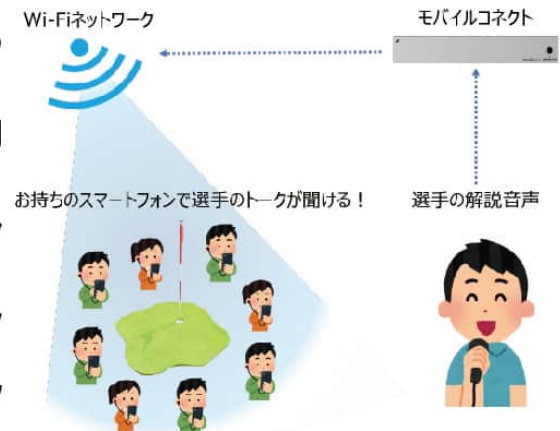 Wi-Fiネットワーク
モバイルコネクト
お持ちのスマートフォンで選手のトークが聞ける！
選手の解説音声